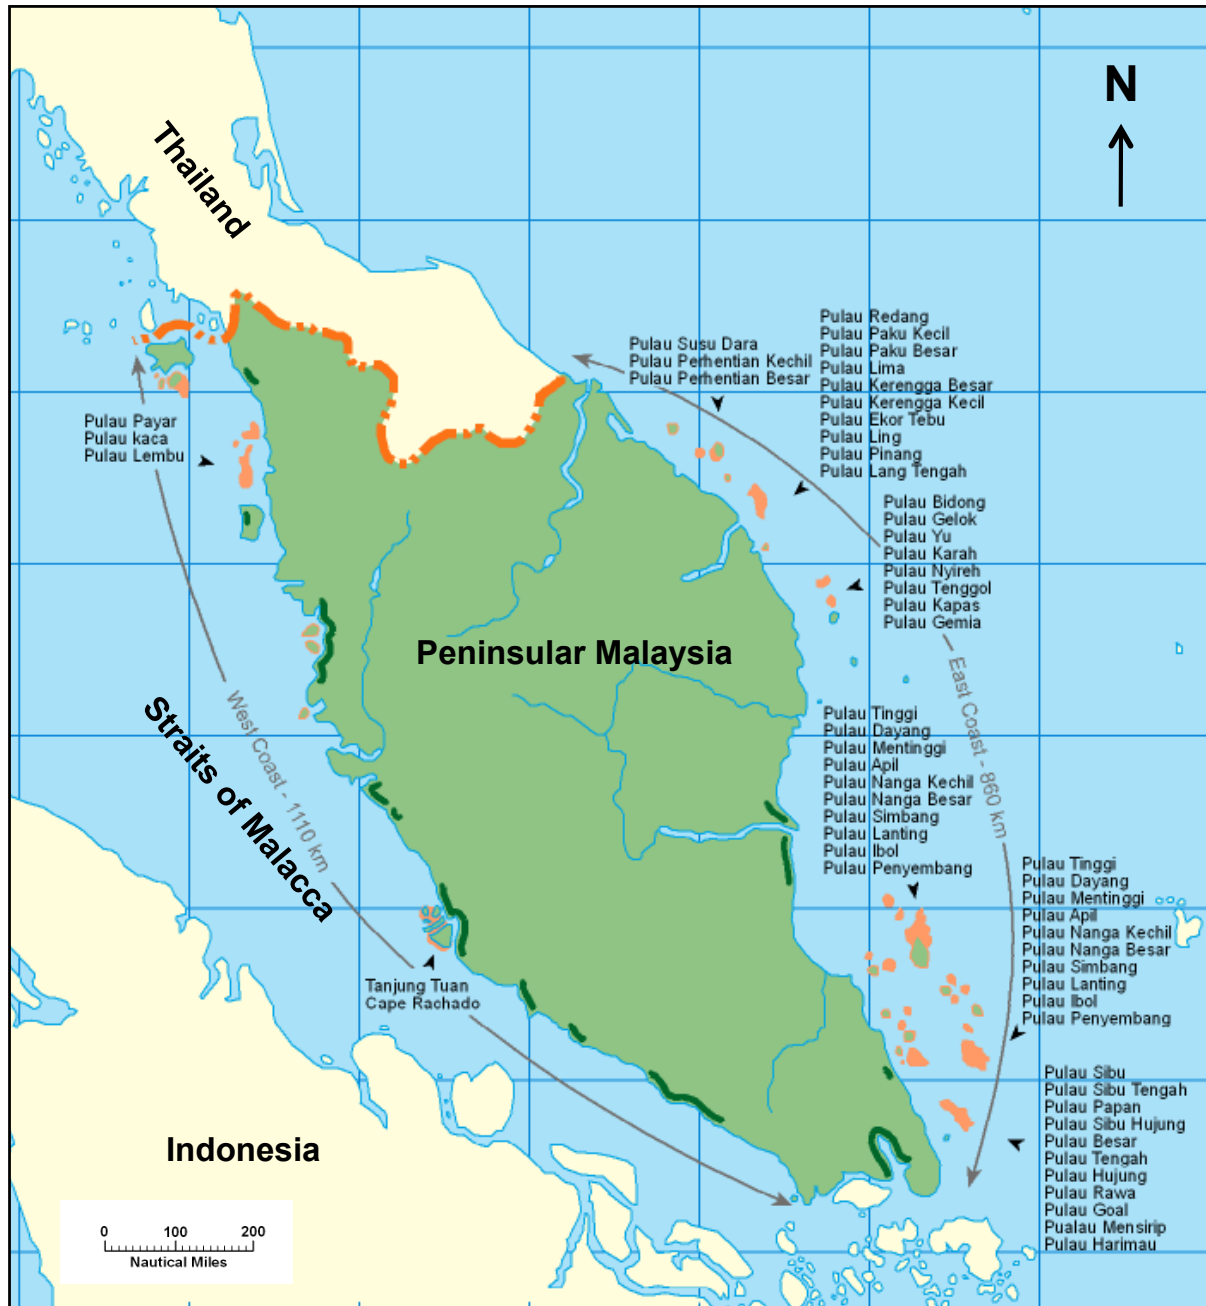 N
Thailand
Pulau Redang
Pulau Paku Kecil
Pulau Paku Besar
Pulau Lima
Pulau Kerengga Besar
Pulau Kerengga Kecil
Pulau Ekor Tebu
Pulau Ling
Pulau Pinang
Pulau Lang Tengah
Pulau Susu Dara
Pulau Perhentian Kechil
Pulau Perhentian Besar
Pulau Payar
Pulau kaca
Pulau Lembu
Pulau Bidong
Pulau Gelok
Pulau Yu
Pulau Karah
Pulau Nyireh
Pulau Tenggol
Pulau Kapas
Pulau Gemia
Peninsular Malaysia
East Coast - 860 km
West Coast - 1110 km
Straits of Malacca
Pulau Tinggi
Pulau Dayang
Pulau Mentinggi
Pulau Apil
Pulau Nanga Kechil
Pulau Nanga Besar
Pulau Simbang
Pulau Lanting
Pulau Ibol
Pulau Penyembang
Pulau Tinggi
Pulau Dayang
Pulau Mentinggi
Pulau Apil
Pulau Nanga Kechil
Pulau Nanga Besar
Pulau Simbang
Pulau Lanting
Pulau Ibol
Pulau Penyembang
Tanjung Tuan
Cape Rachado
Pulau Sibu
Pulau Sibu Tengah
Pulau Papan
Pulau Sibu Hujung
Pulau Besar
Pulau Tengah
Pulau Hujung
Pulau Rawa
Pulau Goal
Pualau Mensirip
Pulau Harimau
Indonesia
0 100 200
Nautical Miles